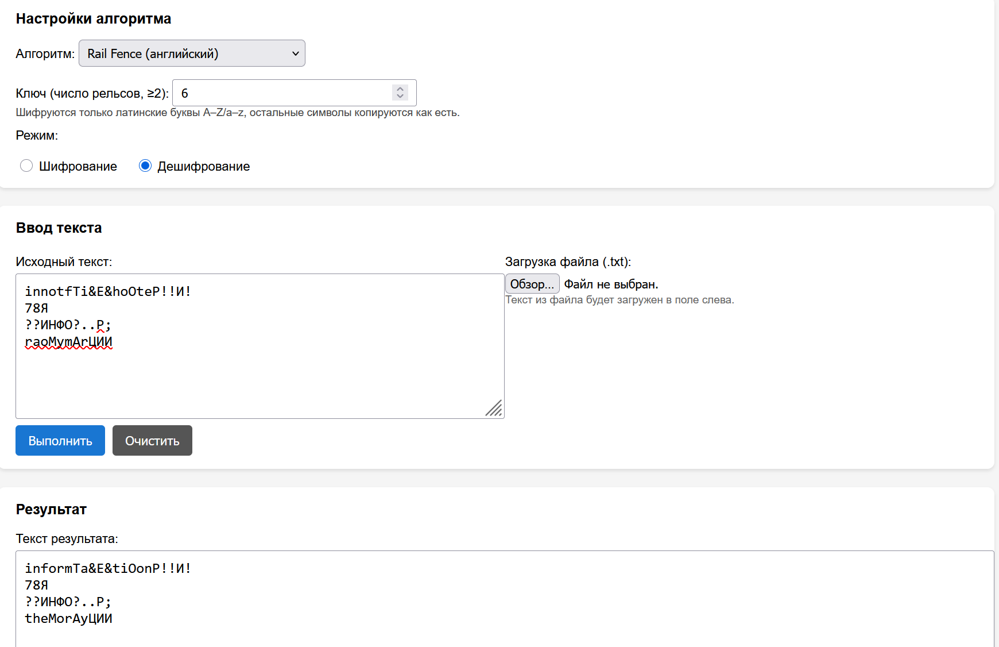 Настройки алгоритма
Алгоритм: Rail Fence (английский)
Ключ (число рельсов, ≥2): 6
Шифруются только латинские буквы A–Z/a–z, остальные символы копируются как есть.
Режим:
Шифрование Дешифрование
Ввод текста
Исходный текст:
innotfTi&E&hoOteP!!И!
78Я
??ИНФО?..Р;
raoMymArЦИИ
Загрузка файла (.txt):
Обзор... Файл не выбран.
Текст из файла будет загружен в поле слева.
Выполнить Очистить
Результат
Текст результата:
informTa&E&tiOonP!!И!
78Я
??ИНФО?..Р;
theMorAyЦИИ